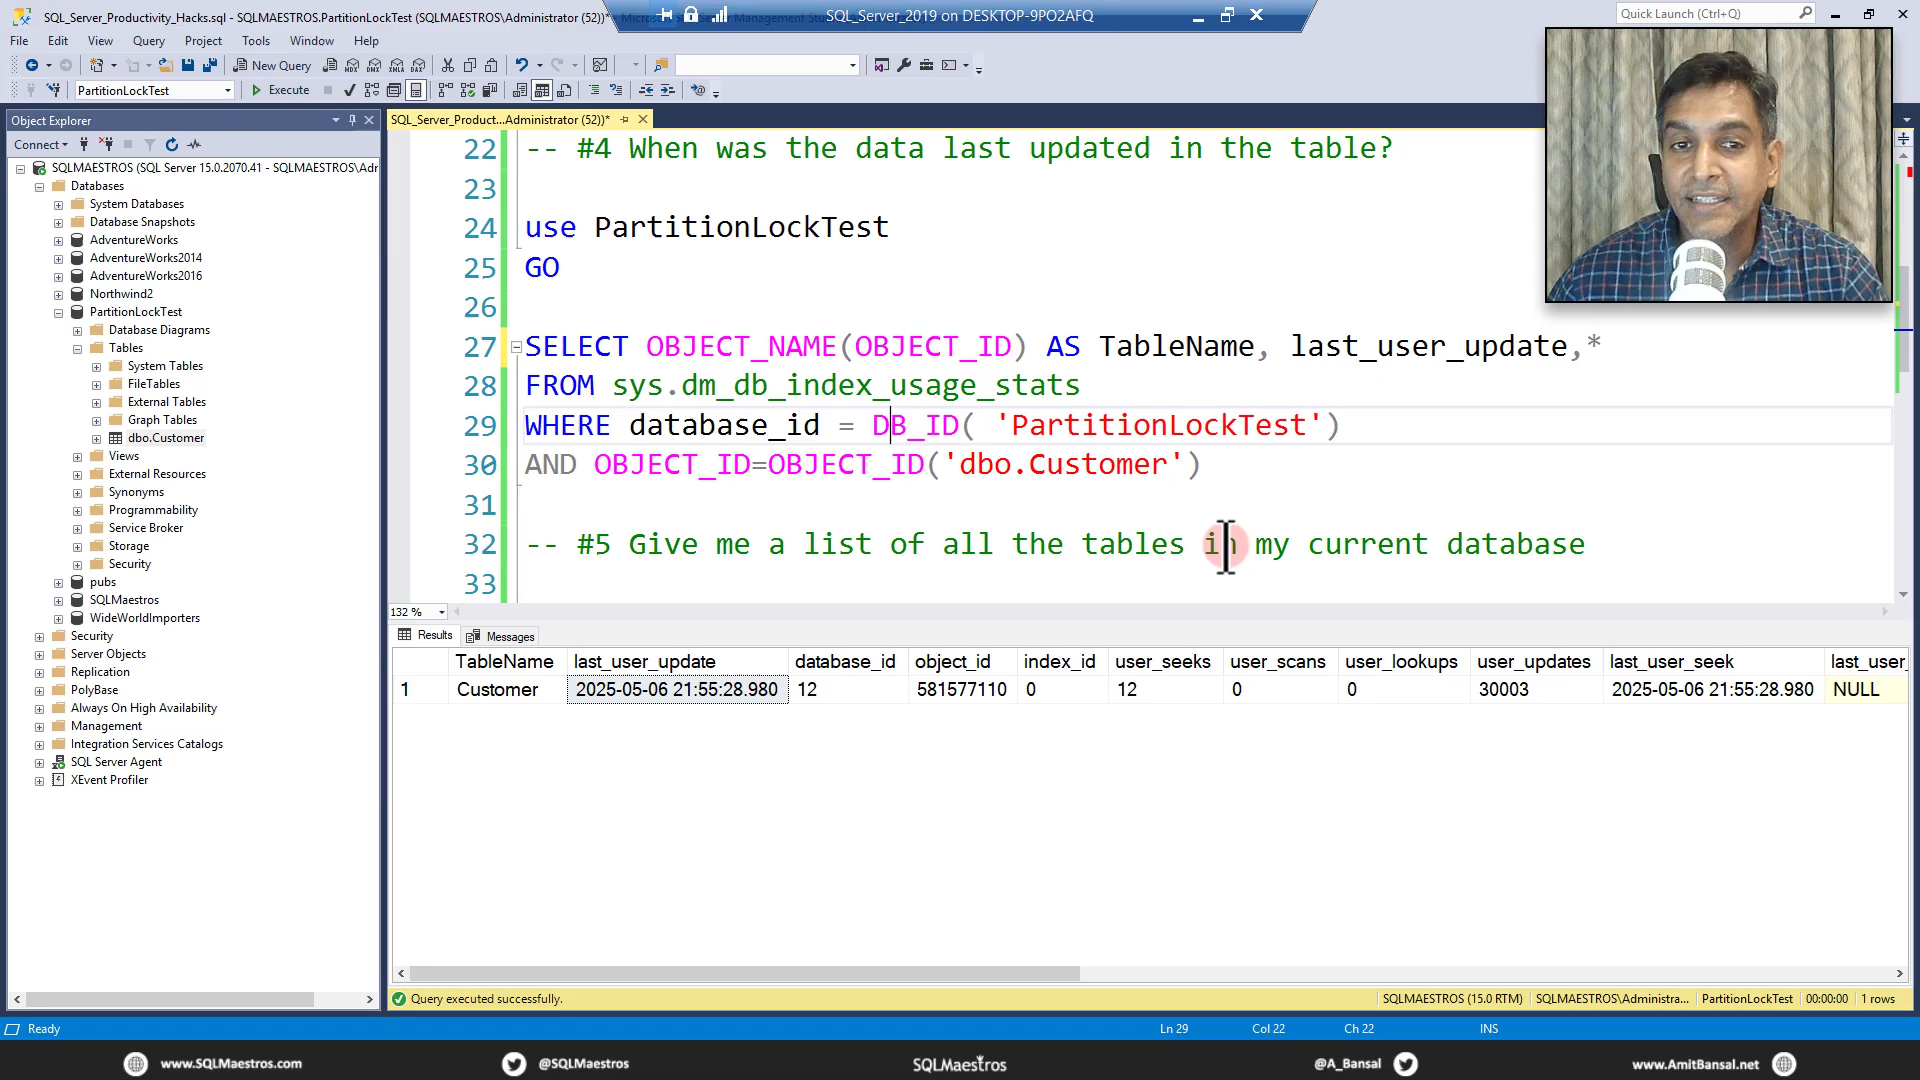 SQL_Server_Productivity_Hacks.sql - SQLMAESTROS.PartitionLockTest (SQLMAESTROS\Administrator (52))*
SQL_Server_2019 on DESKTOP-9PO2AFQ
Quick Launch (Ctrl+Q)
File Edit View Query Project Tools Window Help
New Query
PartitionLockTest
Execute
Object Explorer
SQL_Server_Product...Administrator (52))*
Connect
SQLMAESTROS (SQL Server 15.0.2070.41 - SQLMAESTROS\Adr
Databases
System Databases
Database Snapshots
AdventureWorks
AdventureWorks2014
AdventureWorks2016
Northwind2
PartitionLockTest
Database Diagrams
Tables
System Tables
FileTables
External Tables
Graph Tables
dbo.Customer
Views
External Resources
Synonyms
Programmability
Service Broker
Storage
Security
pubs
SQLMaestros
WideWorldImporters
Security
Server Objects
Replication
PolyBase
Always On High Availability
Management
Integration Services Catalogs
SQL Server Agent
XEvent Profiler
22 -- #4 When was the data last updated in the table?
23
24 use PartitionLockTest
25 GO
26
27 SELECT OBJECT_NAME(OBJECT_ID) AS TableName, last_user_update,*
28 FROM sys.dm_db_index_usage_stats
29 WHERE database_id = DB_ID( 'PartitionLockTest')
30 AND OBJECT_ID=OBJECT_ID('dbo.Customer')
31
32 -- #5 Give me a list of all the tables in my current database
33
132 %
Results Messages
TableName last_user_update database_id object_id index_id user_seeks user_scans user_lookups user_updates last_user_seek last_user_
1 Customer 2025-05-06 21:55:28.980 12 581577110 0 12 0 0 30003 2025-05-06 21:55:28.980 NULL
Query executed successfully.
SQLMAESTROS (15.0 RTM) SQLMAESTROS\Administra... PartitionLockTest 00:00:00 1 rows
Ready
Ln 29 Col 22 Ch 22 INS
www.SQLMaestros.com @SQLMaestros SQLMaestros @A_Bansal www.AmitBansal.net